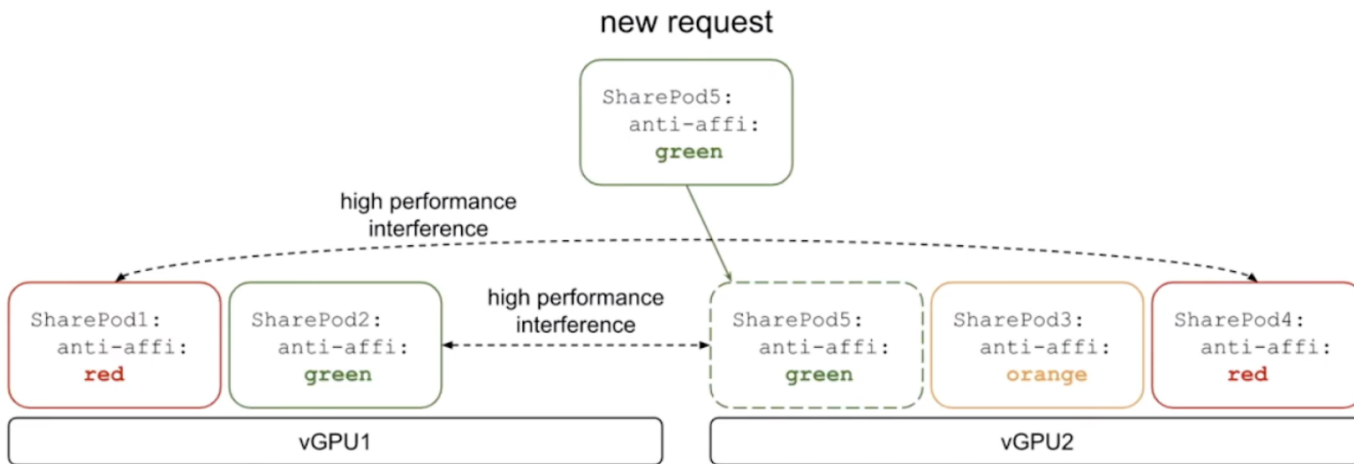 new request
SharePod5:
anti-affi:
green
high performance
interference
high performance
interference
SharePod1:
anti-affi:
red
SharePod2:
anti-affi:
green
SharePod5:
anti-affi:
green
SharePod3:
anti-affi:
orange
SharePod4:
anti-affi:
red
vGPU1
vGPU2